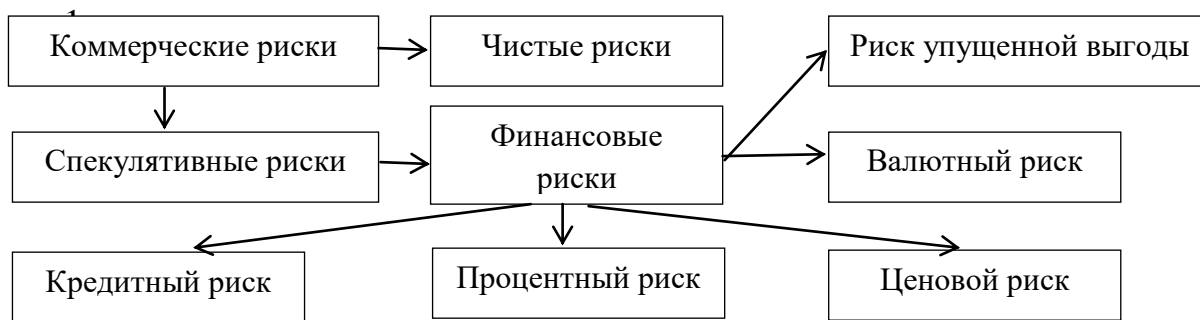 Коммерческие риски
Чистые риски
Риск упущенной выгоды
Спекулятивные риски
Финансовые
риски
Валютный риск
Кредитный риск
Процентный риск
Ценовой риск